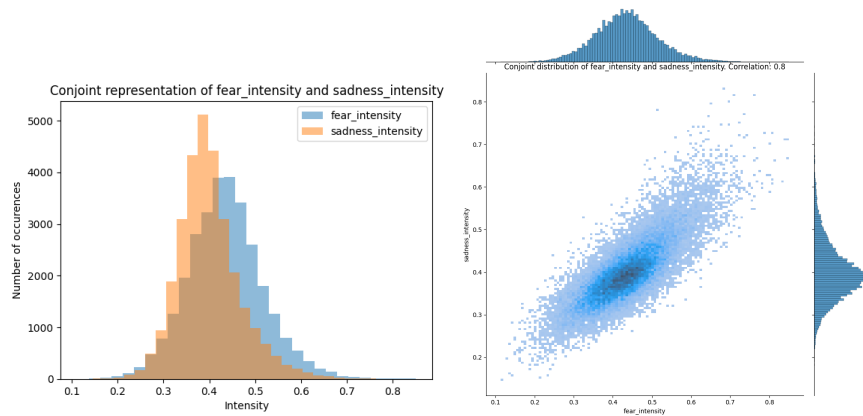 Conjoint representation of fear_intensity and sadness_intensity
fear_intensity
sadness_intensity
Number of occurences
5000
4000
3000
2000
1000
0
0.1 0.2 0.3 0.4 0.5 0.6 0.7 0.8
Intensity
Conjoint distribution of fear_intensity and sadness_intensity. Correlation: 0.8
sadness_intensity
0.8
0.7
0.6
0.5
0.4
0.3
0.2
0.1 0.2 0.3 0.4 0.5 0.6 0.7 0.8
fear_intensity